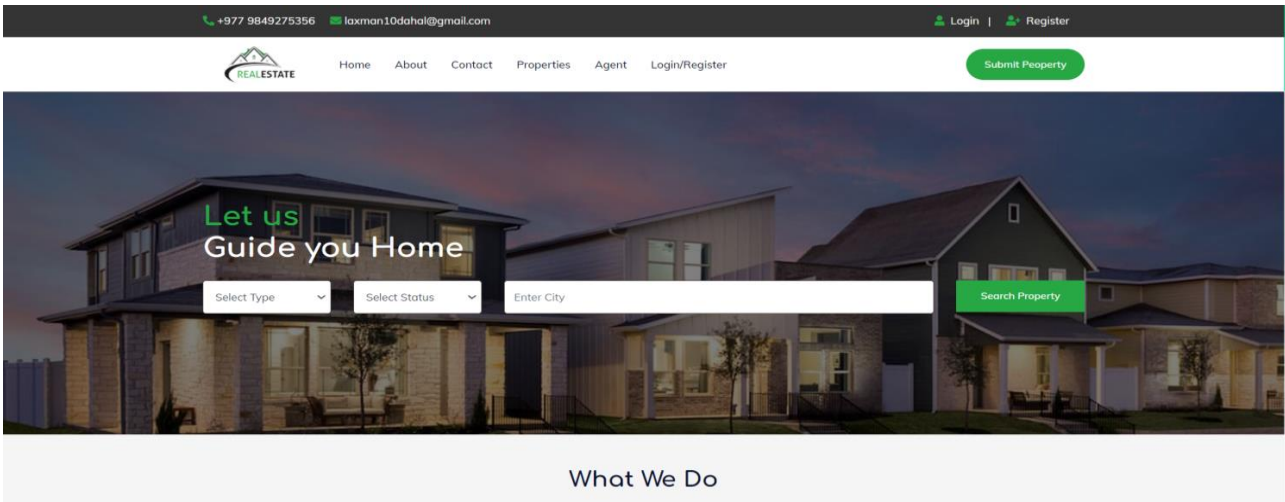 +977 9849275356 laxman10dahal@gmail.com Login | Register
REALESTATE Home About Contact Properties Agent Login/Register Submit Peoperty
Let us
Guide you Home
Select Type Select Status Enter City Search Property
What We Do